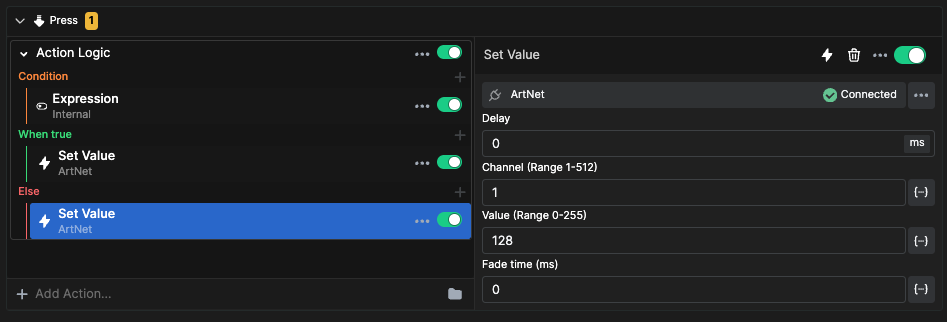 Press 1
Action Logic
Condition
Expression
Internal
When true
Set Value
ArtNet
Else
Set Value
ArtNet
Add Action...
Set Value
ArtNet
Connected
Delay
0
ms
Channel (Range 1-512)
1
Value (Range 0-255)
128
Fade time (ms)
0